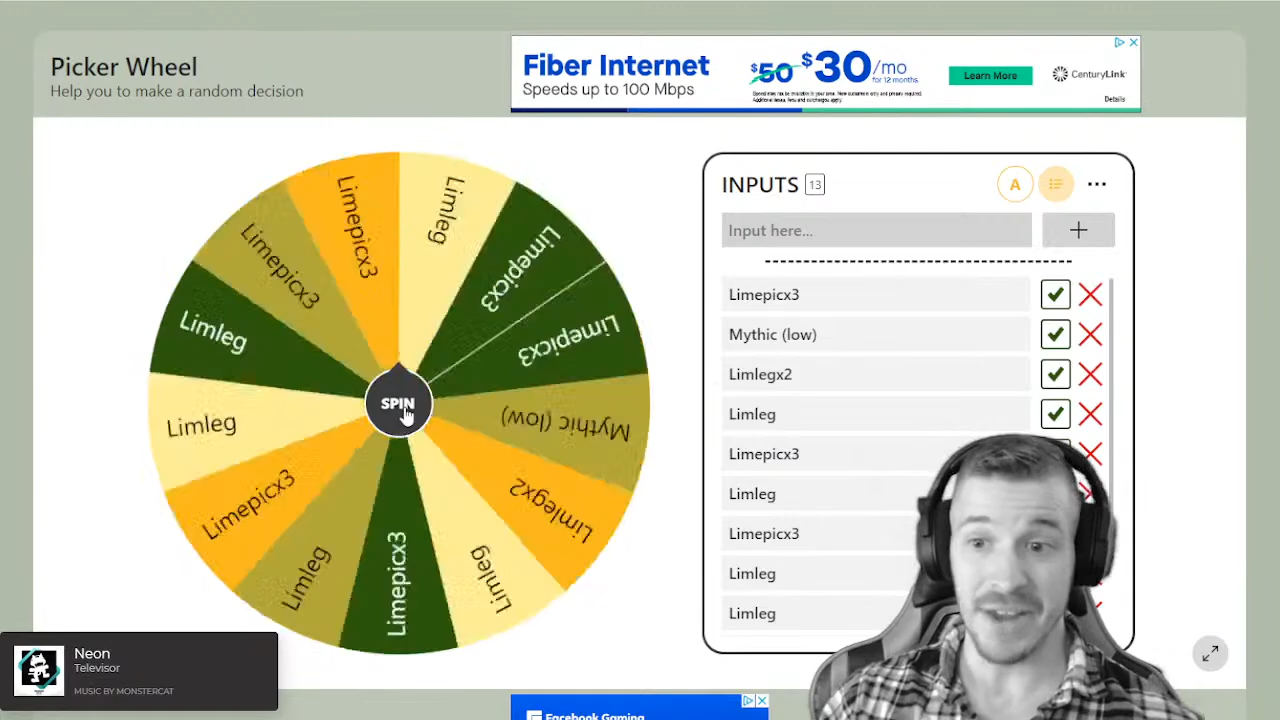 Picker Wheel
Help you to make a random decision
Fiber Internet
Speeds up to 100 Mbps
$50 $30/mo
for 12 months.
Learn More
CenturyLink
Details
Limepicx3
Limleg
Limepicx3
Limepicx3
Mythic (low)
Limlegx2
Limleg
Limepicx3
Limleg
Limepicx3
Limleg
Limleg
Limepicx3
SPIN
INPUTS 13
A
Input here...
Limepicx3
Mythic (low)
Limlegx2
Limleg
Limepicx3
Limleg
Limepicx3
Limleg
Limleg
Neon
Televisor
MUSIC BY MONSTERCAT
Facebook Gaming